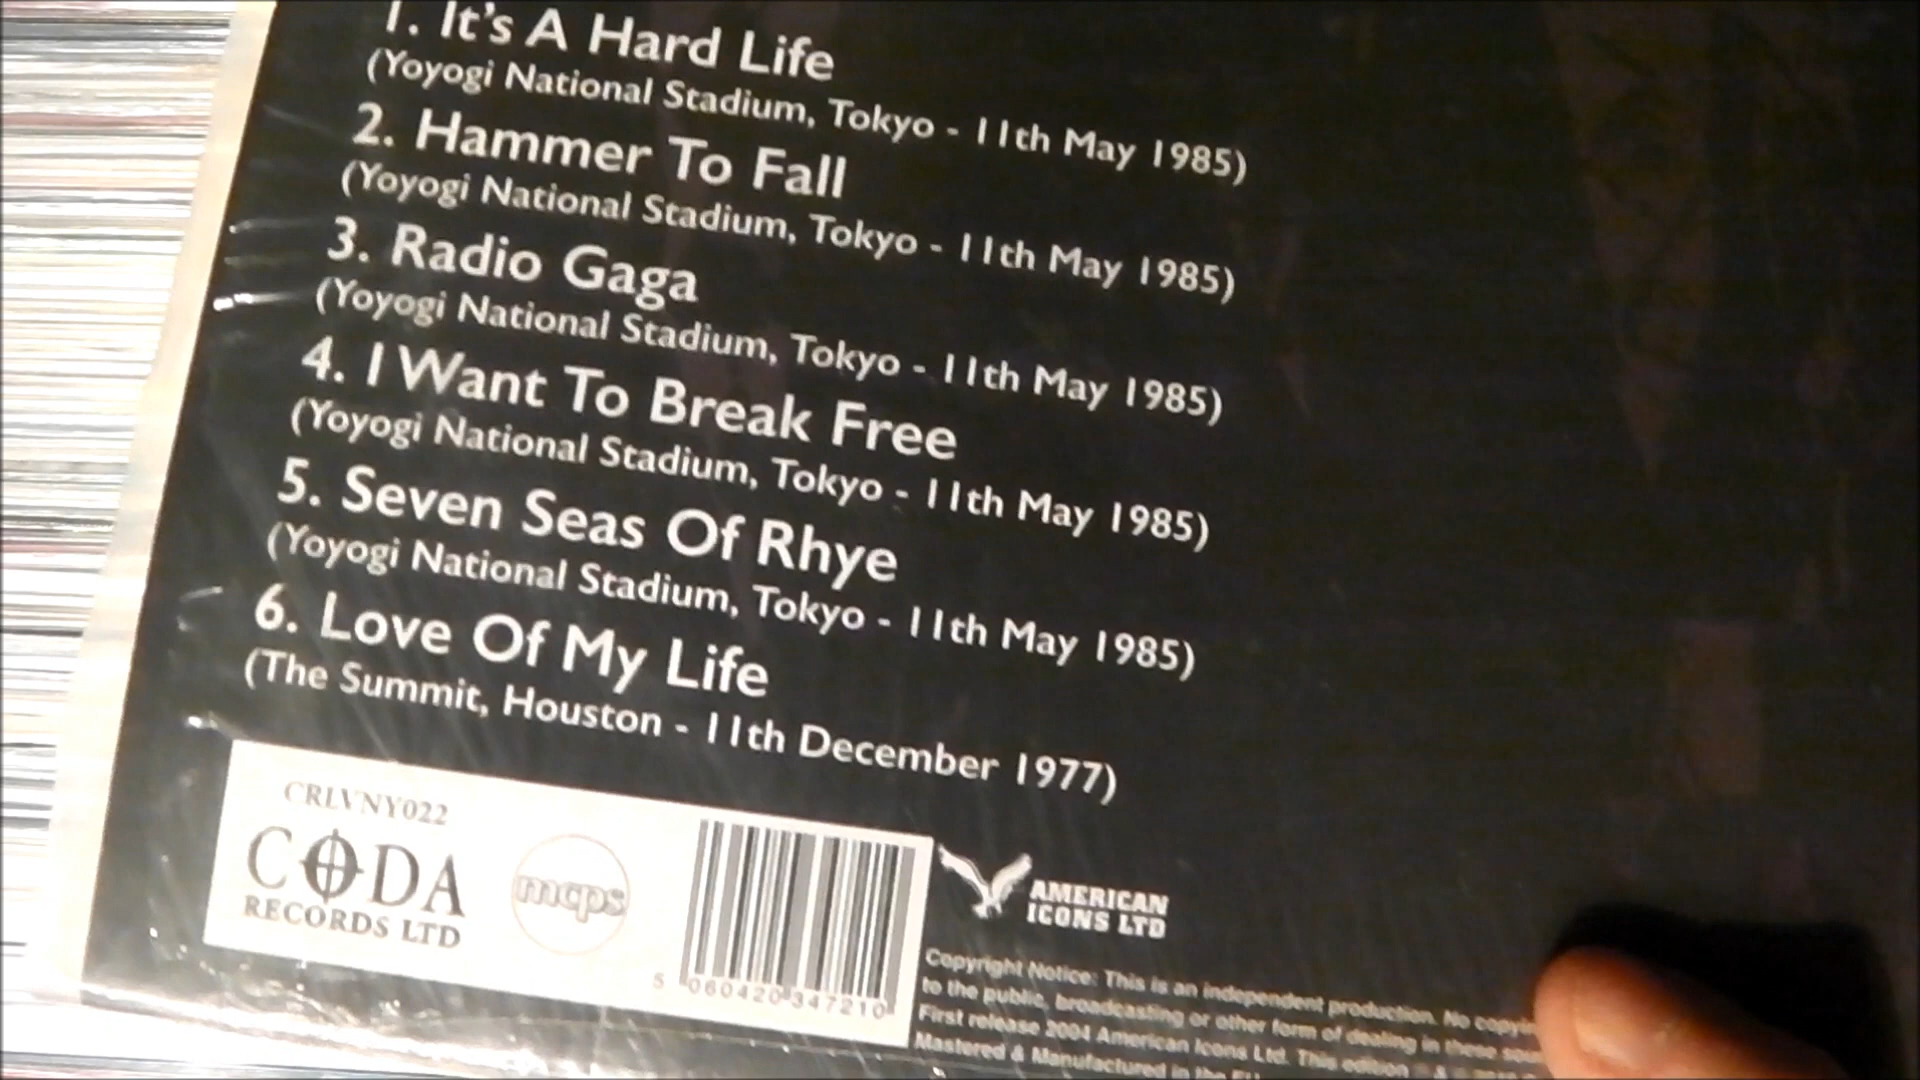 1. It's A Hard Life
(Yoyogi National Stadium, Tokyo - 11th May 1985)
2. Hammer To Fall
(Yoyogi National Stadium, Tokyo - 11th May 1985)
3. Radio Gaga
(Yoyogi National Stadium, Tokyo - 11th May 1985)
4. I Want To Break Free
(Yoyogi National Stadium, Tokyo - 11th May 1985)
5. Seven Seas Of Rhye
(Yoyogi National Stadium, Tokyo - 11th May 1985)
6. Love Of My Life
(The Summit, Houston - 11th December 1977)
CRLVNY022
CODA
RECORDS LTD
mcps
5 060420 347210
AMERICAN
ICONS LTD
Copyright Notice: This is an independent production. No
to the public, broadcasting or other form of dealing in these
First release 2004 American Icons Ltd. This edition
Mastered & Manufactured in the EU